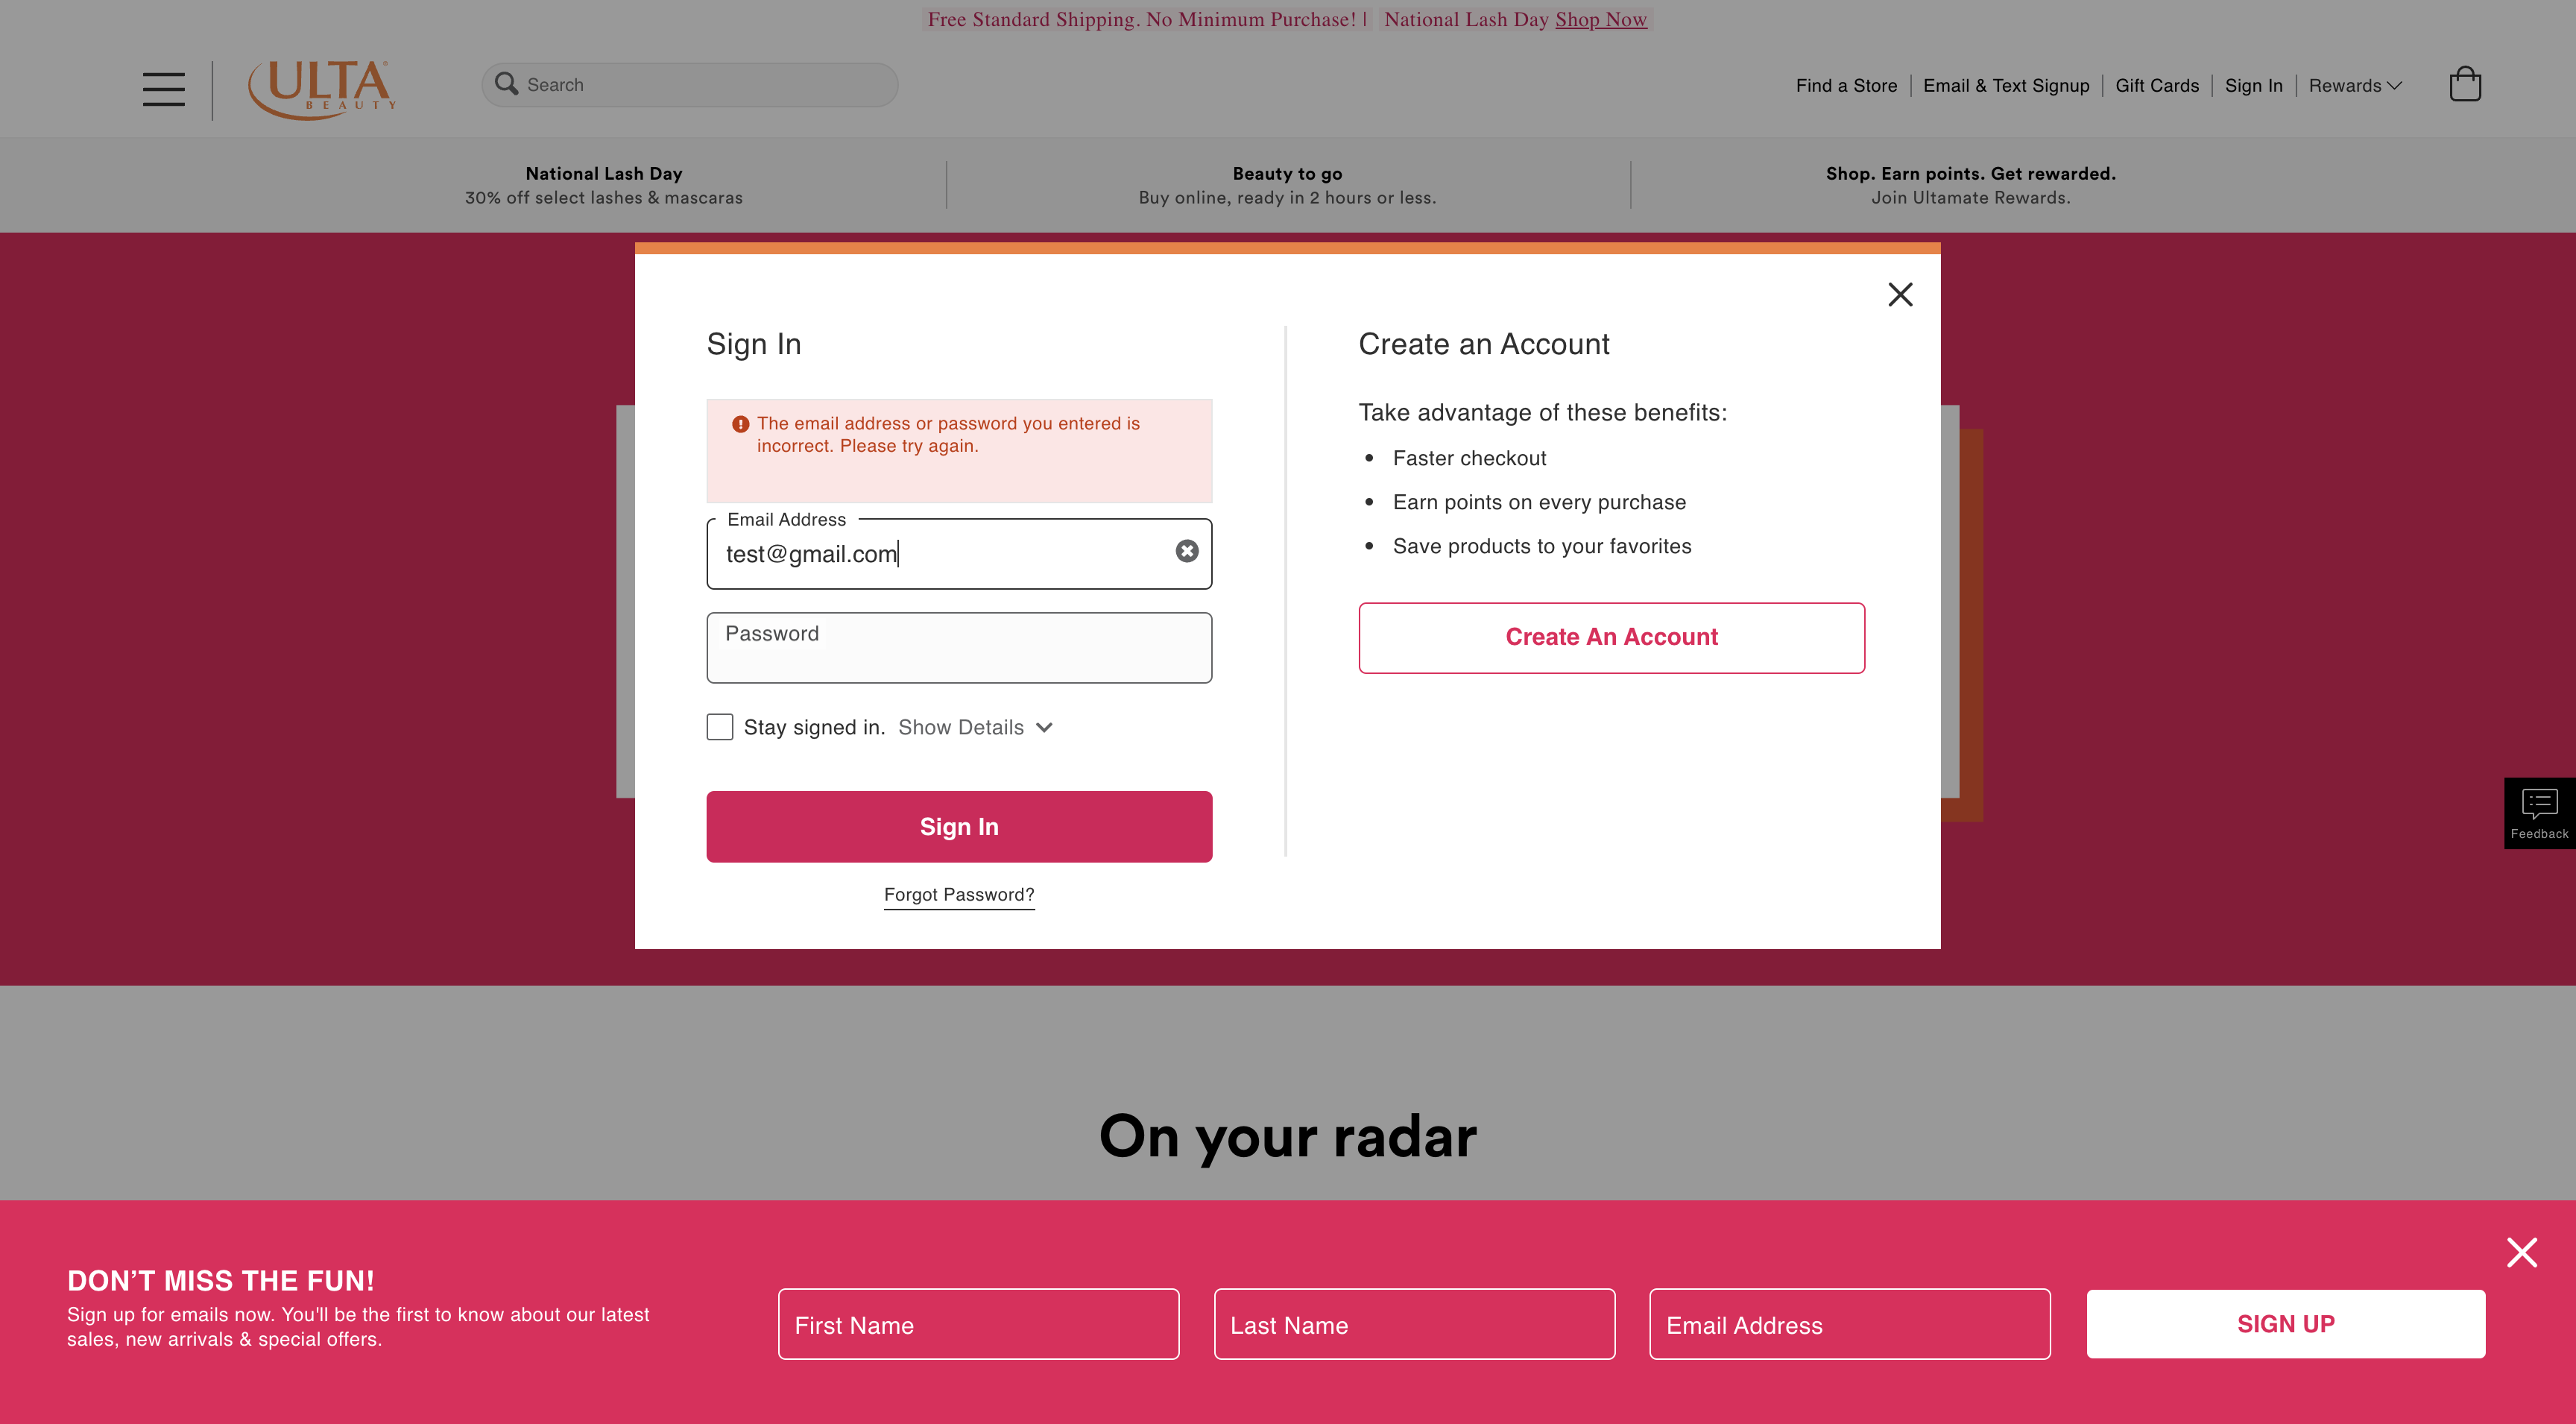 Free Standard Shipping. No Minimum Purchase! | National Lash Day Shop Now
ULTA
BEAUTY
Search
Find a Store
Email & Text Signup
Gift Cards
Sign In
Rewards
National Lash Day
30% off select lashes & mascaras
Beauty to go
Buy online, ready in 2 hours or less.
Shop. Earn points. Get rewarded.
Join Ultamate Rewards.
Sign In
The email address or password you entered is
incorrect. Please try again.
Email Address
test@gmail.com
Password
Stay signed in. Show Details
Sign In
Forgot Password?
Create an Account
Take advantage of these benefits:
• Faster checkout
• Earn points on every purchase
• Save products to your favorites
Create An Account
Feedback
On your radar
DON’T MISS THE FUN!
Sign up for emails now. You'll be the first to know about our latest
sales, new arrivals & special offers.
First Name
Last Name
Email Address
SIGN UP